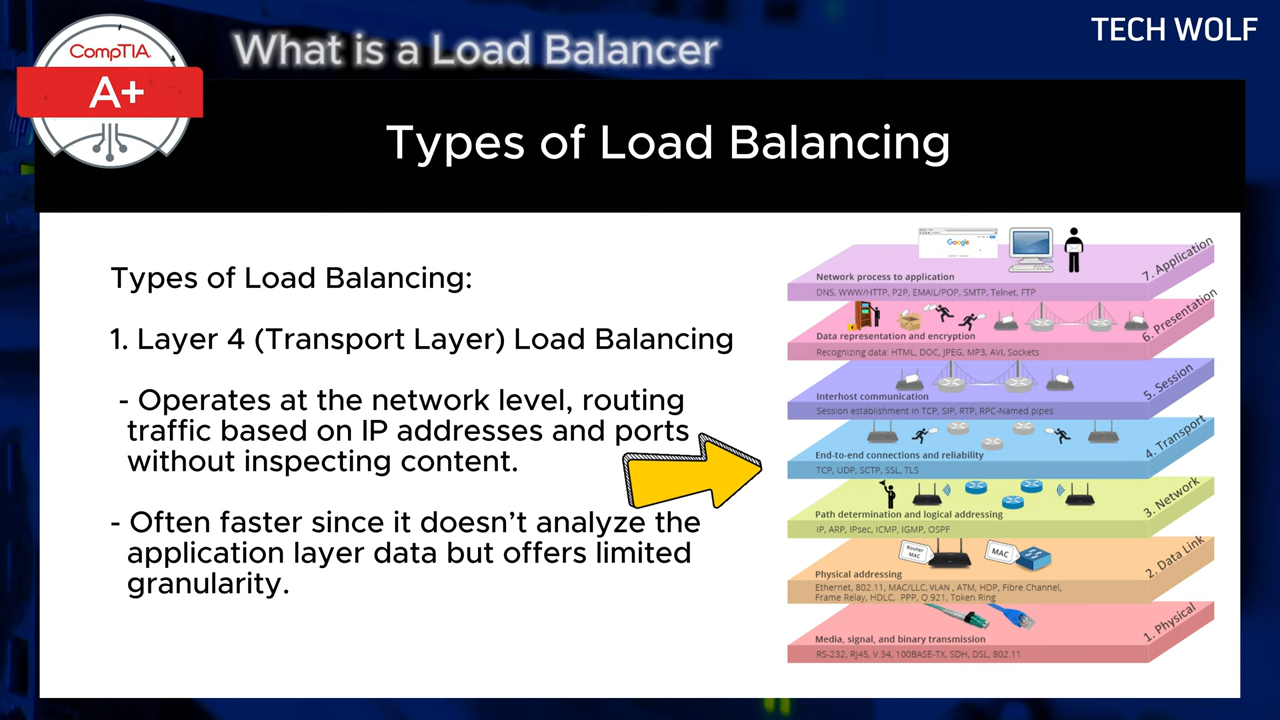 CompTIA.
A+
What is a Load Balancer
TECH WOLF
Types of Load Balancing
Types of Load Balancing:
1. Layer 4 (Transport Layer) Load Balancing
- Operates at the network level, routing
traffic based on IP addresses and ports
without inspecting content.
- Often faster since it doesn't analyze the
application layer data but offers limited
granularity.
Google
7. Application
Network process to application
DNS, WWW/HTTP, P2P, EMAIL/POP, SMTP, Telnet, FTP
6. Presentation
Data representation and encryption
Recognizing data: HTML, DOC, JPEG, MP3, AVI, Sockets
5. Session
Interhost communication
Session establishment in TCP, SIP, RTP, RPC-Named pipes
4. Transport
End-to-end connections and reliability
TCP, UDP, SCTP, SSL, TLS
3. Network
Path determination and logical addressing
IP, ARP, IPsec, ICMP, IGMP, OSPF
Router
MAC
MAC
2. Data Link
Physical addressing
Ethernet, 802.11, MAC/LLC, VLAN , ATM, HDP, Fibre Channel,
Frame Relay, HDLC, PPP, Q.921, Token Ring
1. Physical
Media, signal, and binary transmission
RS-232, RJ45, V.34, 100BASE-TX, SDH, DSL, 802.11